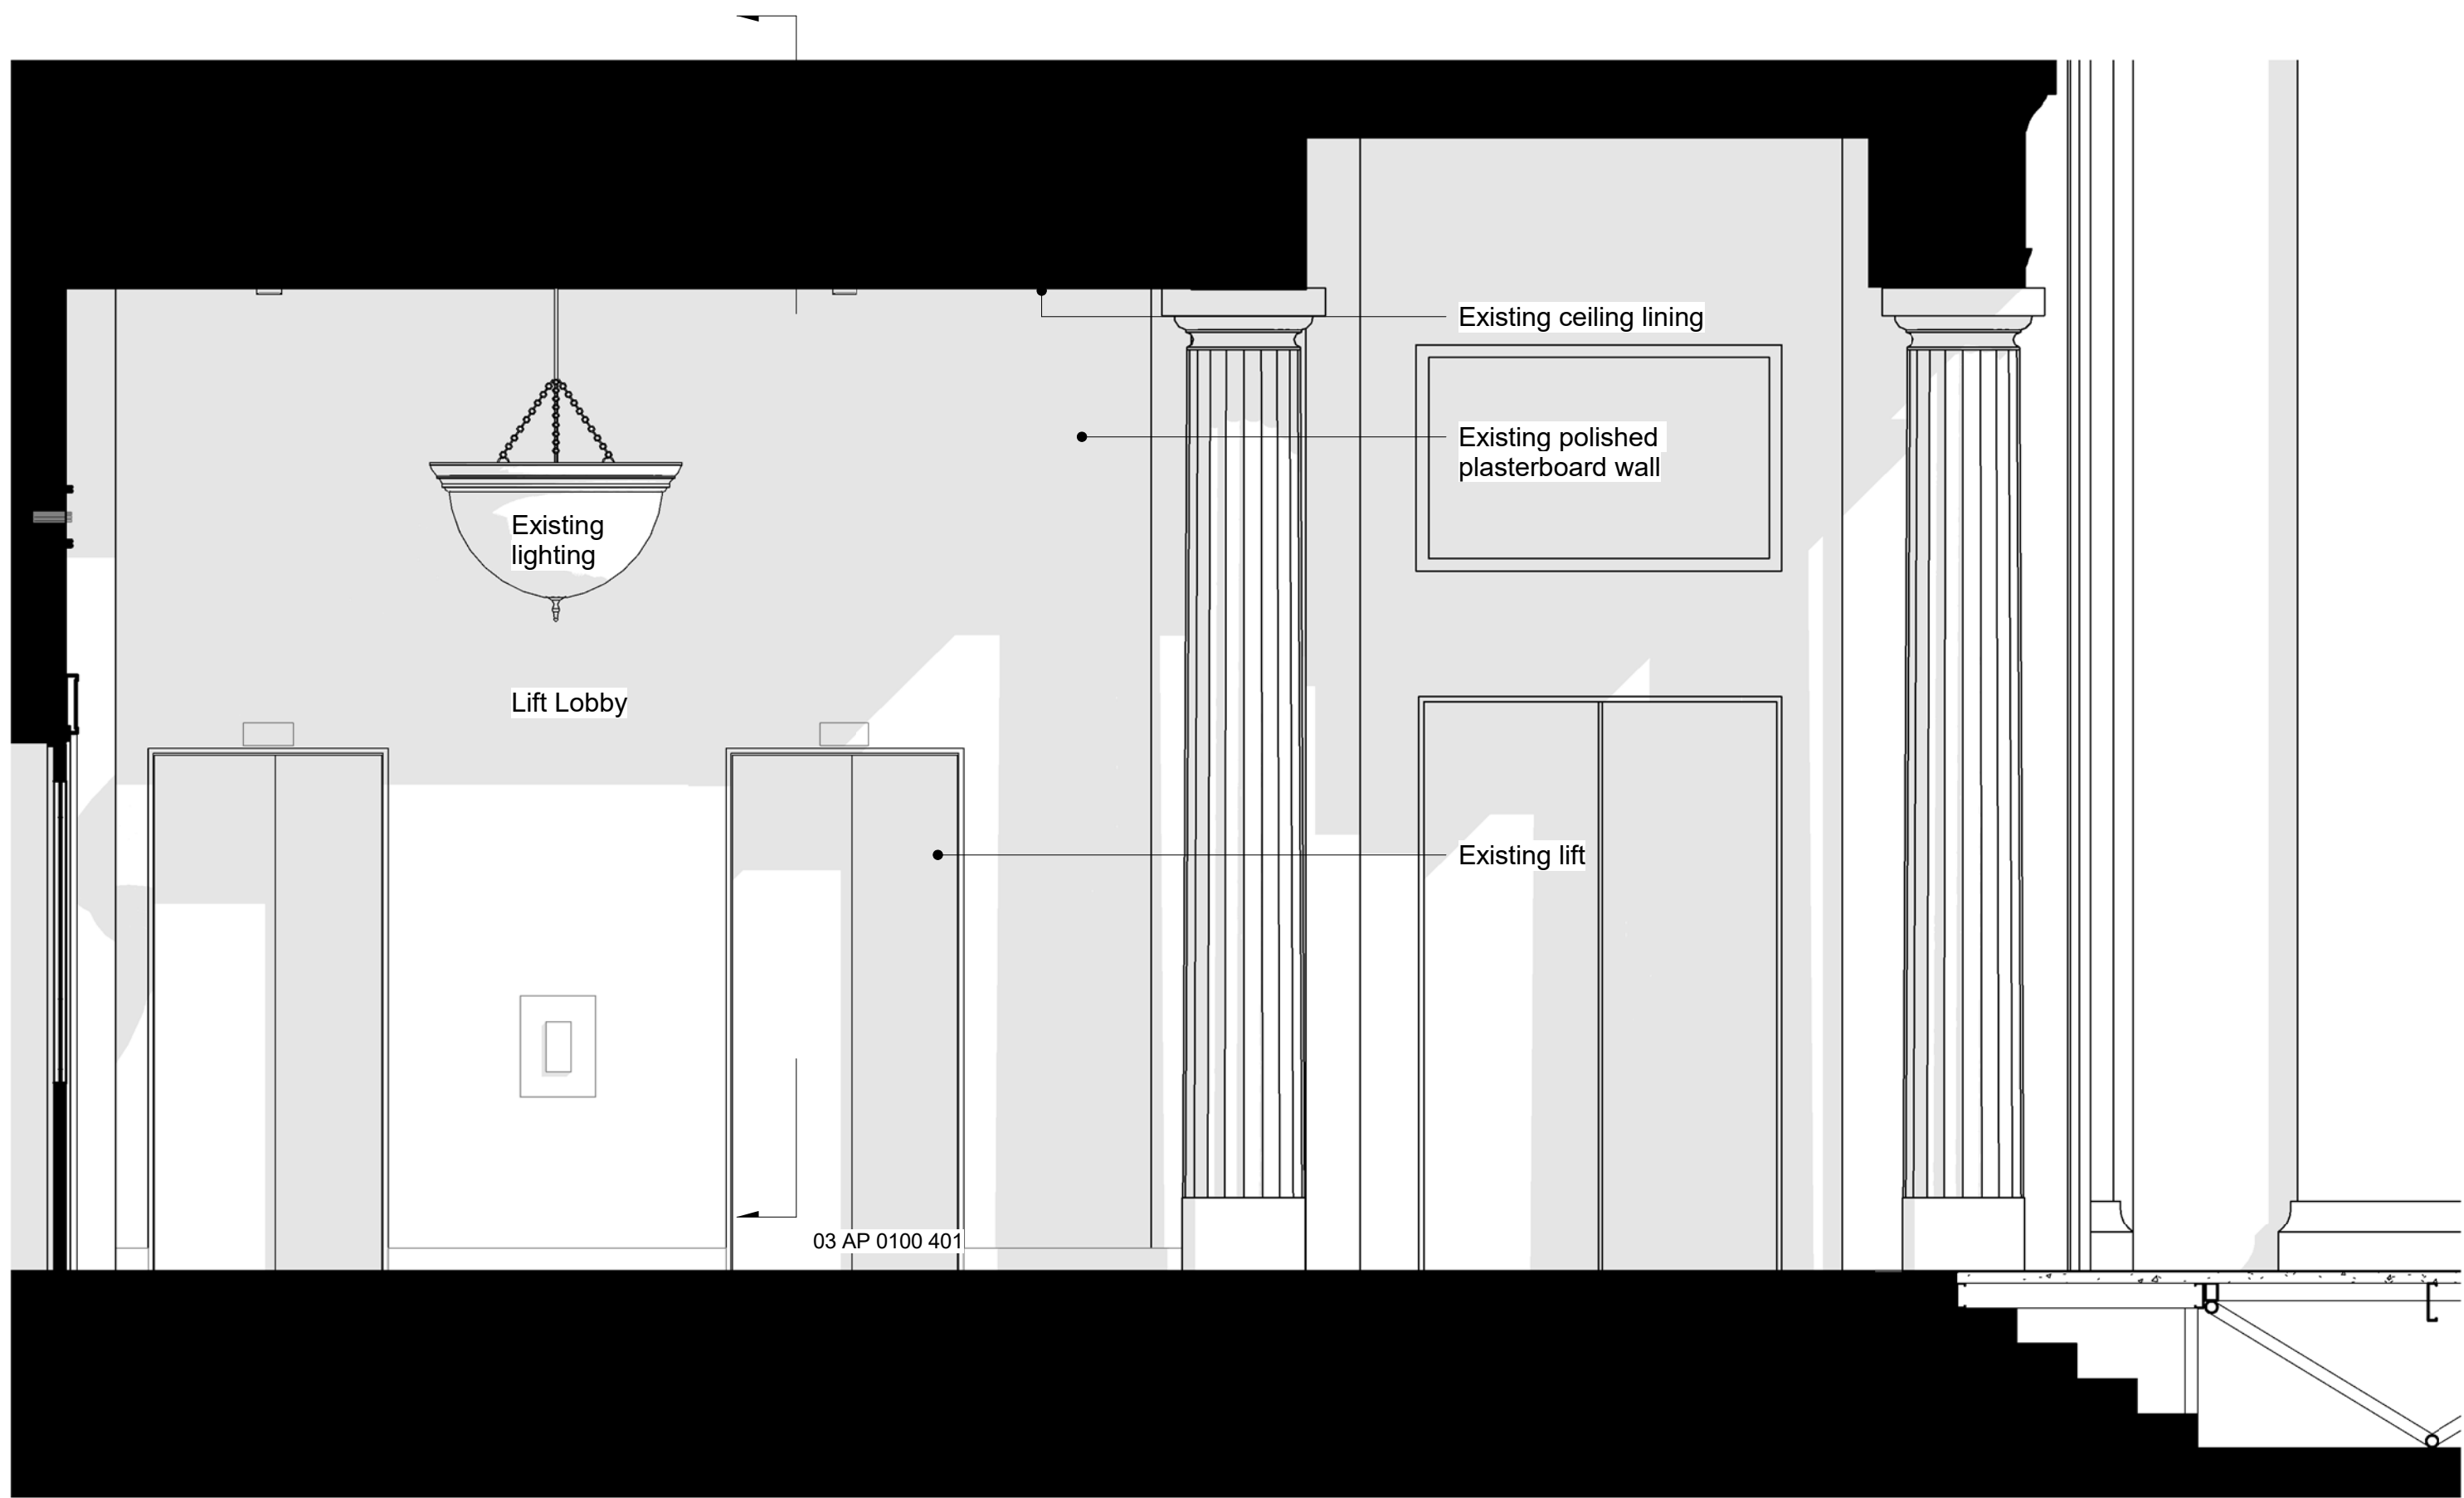 Existing ceiling lining
Existing polished
plasterboard wall
Existing
lighting
Lift Lobby
Existing lift
03 AP 0100 401